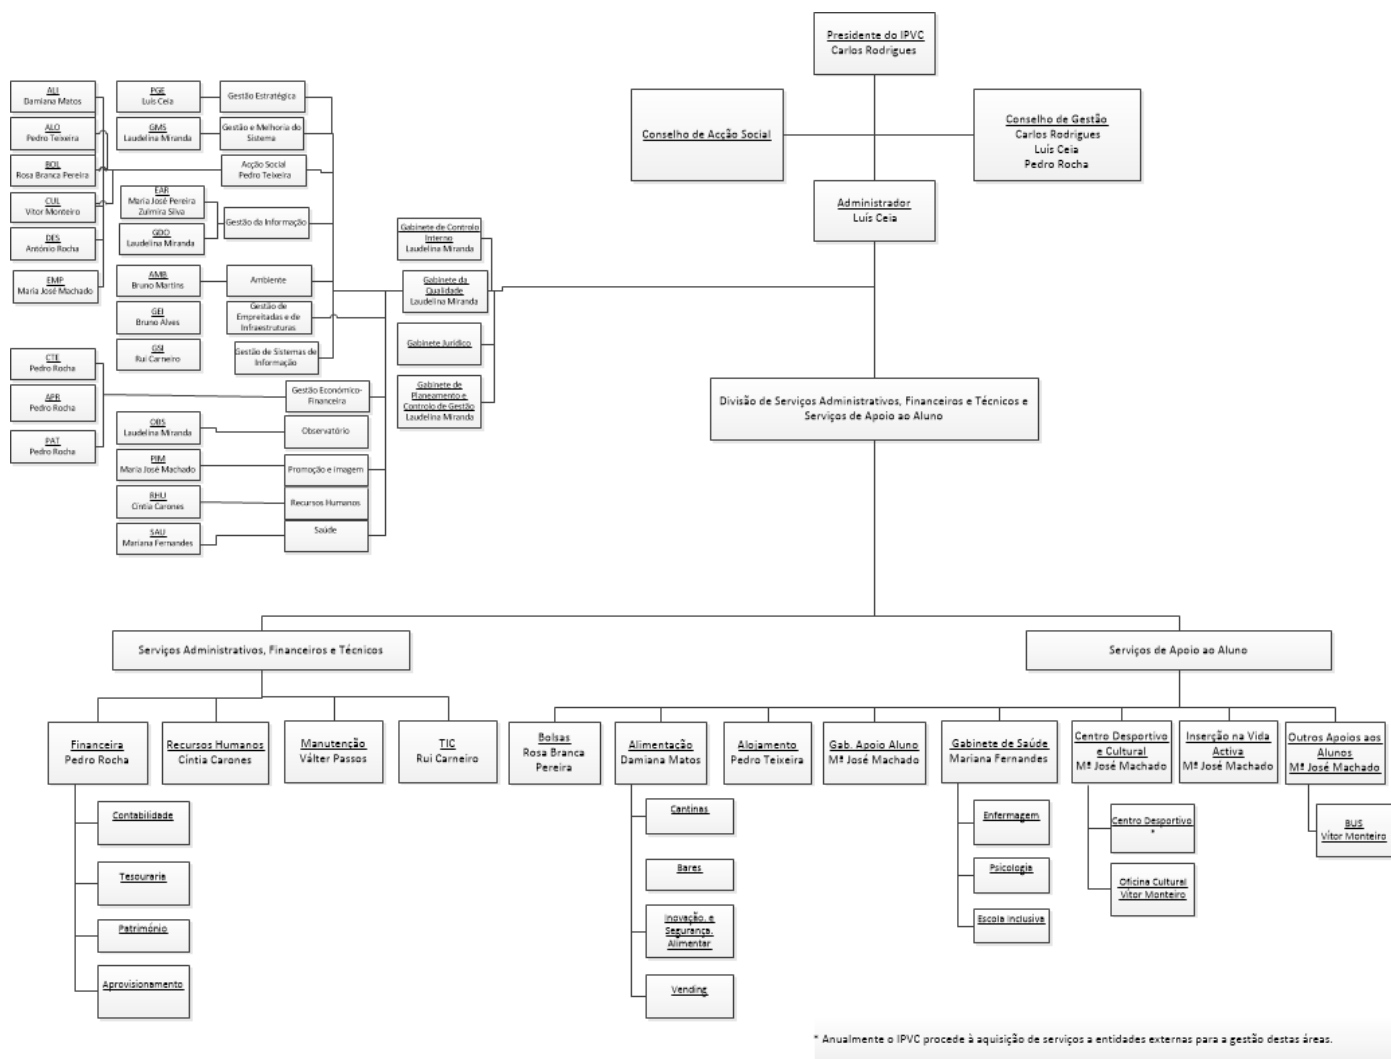 Presidente do IPVC
Carlos Rodrigues
Conselho de Acção Social
Conselho de Gestão
Carlos Rodrigues
Luís Ceia
Pedro Rocha
Administrador
Luís Ceia
ALI
Damiana Matos
ALO
Pedro Teixeira
BOL
Rosa Branca Pereira
CUL
Vitor Monteiro
DES
António Rocha
EMP
Maria José Machado
PGE
Luís Ceia
GMS
Laudelina Miranda
EAR
Maria José Pereira
Zulmira Silva
GDO
Laudelina Miranda
AMB
Bruno Martins
GEI
Bruno Alves
GSI
Rui Carneiro
Gestão Estratégica
Gestão e Melhoria do
Sistema
Acção Social
Pedro Teixeira
Gestão da Informação
Ambiente
Gestão de
Empreitadas e de
Infraestruturas
Gestão de Sistemas de
Informação
Gabinete de Controlo
Interno
Laudelina Miranda
Gabinete da
Qualidade
Laudelina Miranda
Gabinete Jurídico
Gabinete de
Planeamento e
Controlo de Gestão
Laudelina Miranda
CTE
Pedro Rocha
APR
Pedro Rocha
PAT
Pedro Rocha
OBS
Laudelina Miranda
PIM
Maria José Machado
RHU
Cintia Carones
SAU
Mariana Fernandes
Gestão Económico-
Financeira
Observatório
Promoção e Imagem
Recursos Humanos
Saúde
Divisão de Serviços Administrativos, Financeiros e Técnicos e
Serviços de Apoio ao Aluno
Serviços Administrativos, Financeiros e Técnicos
Serviços de Apoio ao Aluno
Financeira
Pedro Rocha
Recursos Humanos
Cintia Carones
Manutenção
Válter Passos
TIC
Rui Carneiro
Bolsas
Rosa Branca
Pereira
Alimentação
Damiana Matos
Alojamento
Pedro Teixeira
Gab. Apoio Aluno
Mª José Machado
Gabinete de Saúde
Mariana Fernandes
Centro Desportivo
e Cultural
Mª José Machado
Inserção na Vida
Activa
Mª José Machado
Outros Apoios aos
Alunos
Mª José Machado
Contabilidade
Tesouraria
Património
Aprovisionamento
Cantinas
Bares
Inovação. e
Segurança.
Alimentar
Vending
Enfermagem
Psicologia
Escola Inclusiva
Centro Desportivo
*
Oficina Cultural
Vítor Monteiro
BUS
Vítor Monteiro
* Anualmente o IPVC procede à aquisição de serviços a entidades externas para a gestão destas áreas.